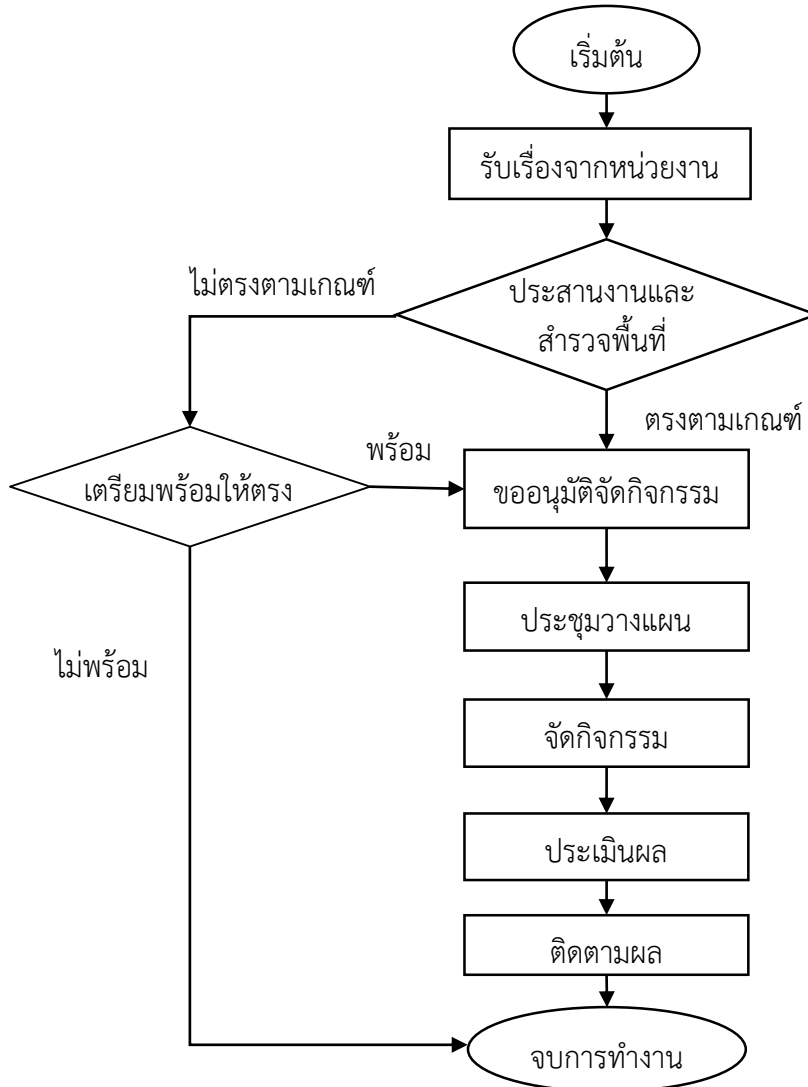 เริ่มต้น
รับเรื่องจากหน่วยงาน
ประสานงานและ
สำรวจพื้นที่
ไม่ตรงตามเกณฑ์
ตรงตามเกณฑ์
เตรียมพร้อมให้ตรง
พร้อม
ขออนุมัติจัดกิจกรรม
ประชุมวางแผน
ไม่พร้อม
จัดกิจกรรม
ประเมินผล
ติดตามผล
จบการทำงาน